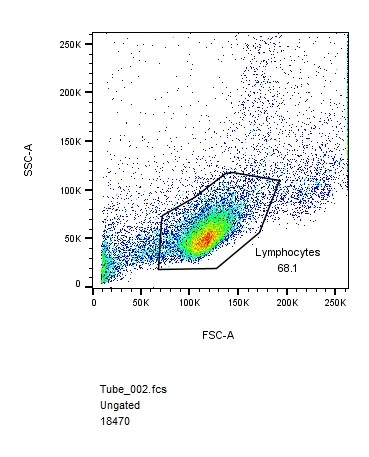 250K
200K
150K
100K
50K
0
SSC-A
Lymphocytes
68.1
0 50K 100K 150K 200K 250K
FSC-A
Tube_002.fcs
Ungated
18470